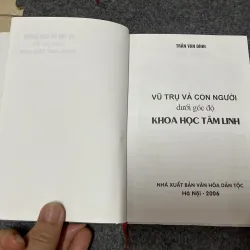 TRẦN VĂN BÌNH
VŨ TRỤ VÀ CON NGƯỜI
dưới góc độ
KHOA HỌC TÂM LINH
NHÀ XUẤT BẢN VĂN HÓA DÂN TỘC
Hà Nội - 2006